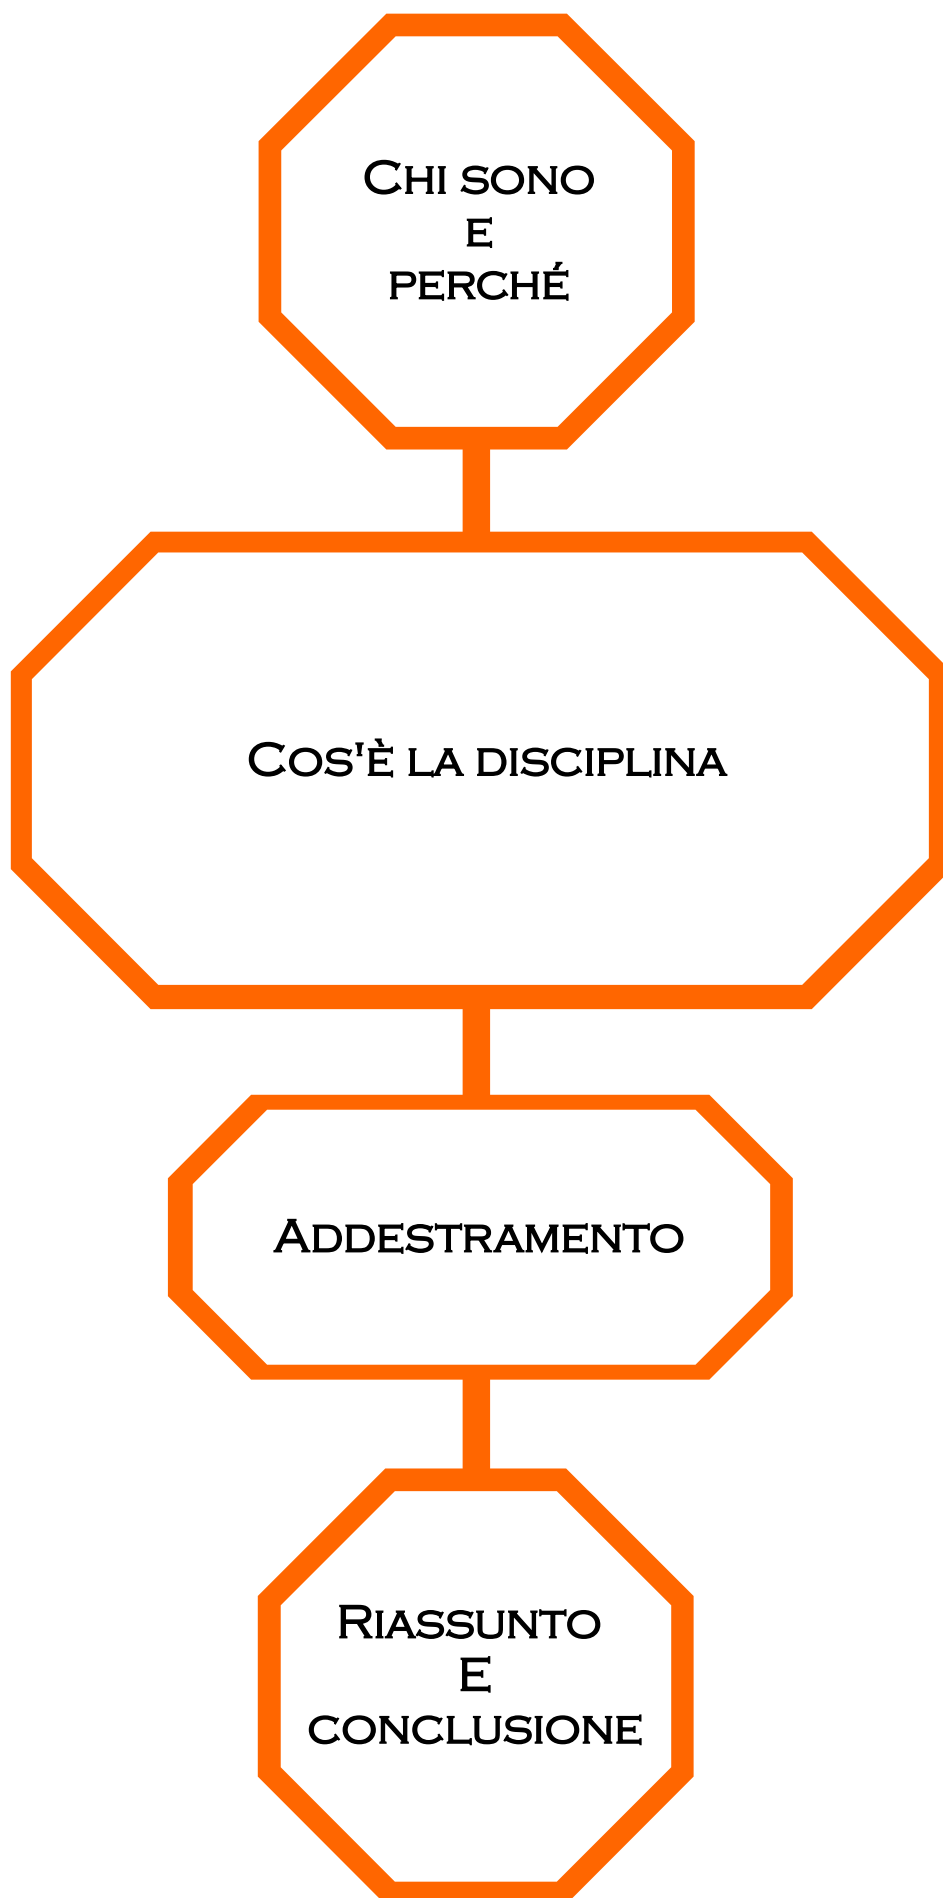 Chi sono
e
perché
Cos'è la disciplina
Addestramento
Riassunto
E
conclusione